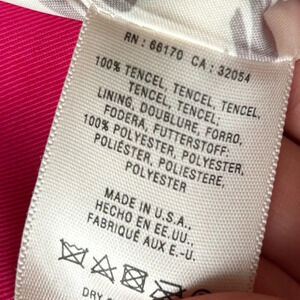 RN : 66170 CA : 32054
100% TENCEL, TENCEL, TENCEL,
TENCEL, TENCEL;
LINING, DOUBLURE, FORRO,
FODERA, FUTTERSTOFF:
100% POLYESTER, POLYESTER,
POLIÉSTER, POLIESTERE,
POLYESTER
MADE IN U.S.A.,
HECHO EN EE.UU.,
FABRIQUÉ AUX E.-U.
DRY